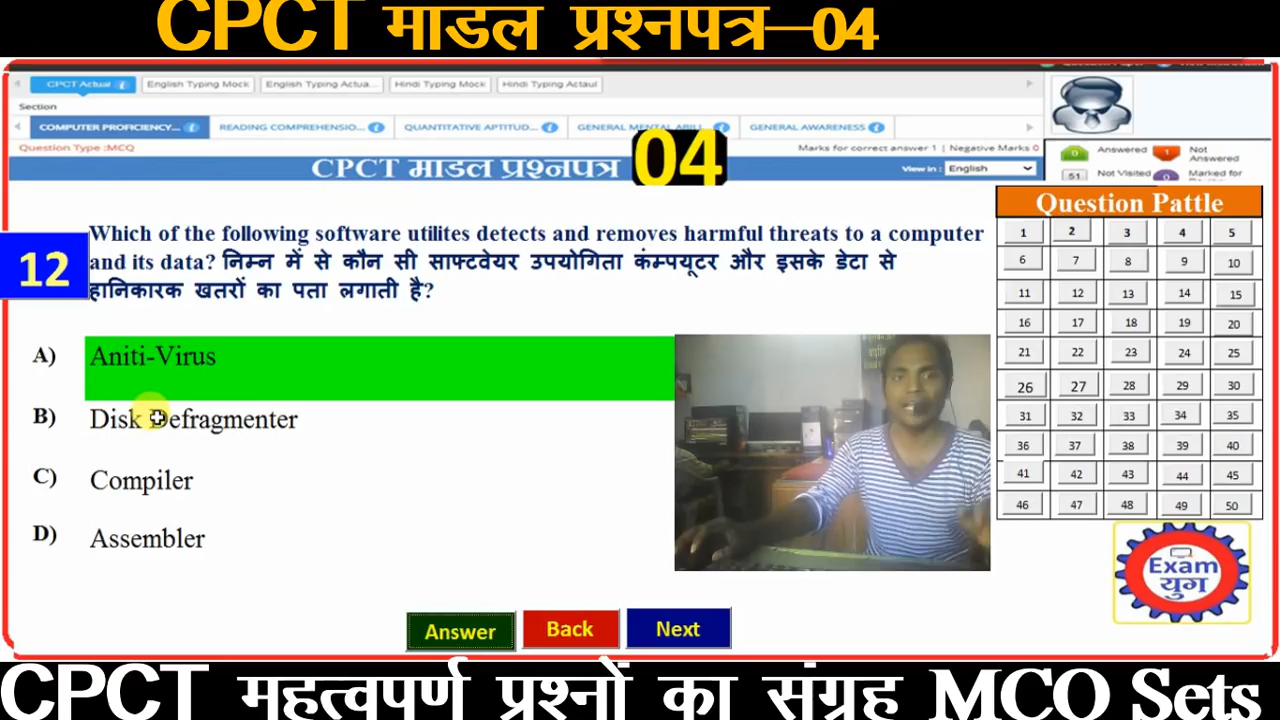 CPCT माडल प्रश्नपत्र–04
CPCT Actual English Typing Mock English Typing Actua... Hindi Typing Mock Hindi Typing Actaul
Section
COMPUTER PROFICIENCY... READING COMPREHENSIO... QUANTITATIVE APTITUD... GENERAL MENTAL ABILI... GENERAL AWARENESS
Question Type :MCQ
Marks for correct answer 1 | Negative Marks 0
CPCT माडल प्रश्नपत्र 04
View in : English
0 Answered 1 Not Answered
51 Not Visited 0 Marked for
Question Pattle
1 2 3 4 5
6 7 8 9 10
11 12 13 14 15
16 17 18 19 20
21 22 23 24 25
26 27 28 29 30
31 32 33 34 35
36 37 38 39 40
41 42 43 44 45
46 47 48 49 50
12
Which of the following software utilites detects and removes harmful threats to a computer
and its data? निम्न में से कौन सी साफ्टवेयर उपयोगिता कंम्पयूटर और इसके डेटा से
हानिकारक खतरों का पता लगाती है?
A) Aniti-Virus
B) Disk Defragmenter
C) Compiler
D) Assembler
Exam
युग
Answer Back Next
CPCT महत्वपर्ण प्रश्नों का संग्रह MCQ Sets